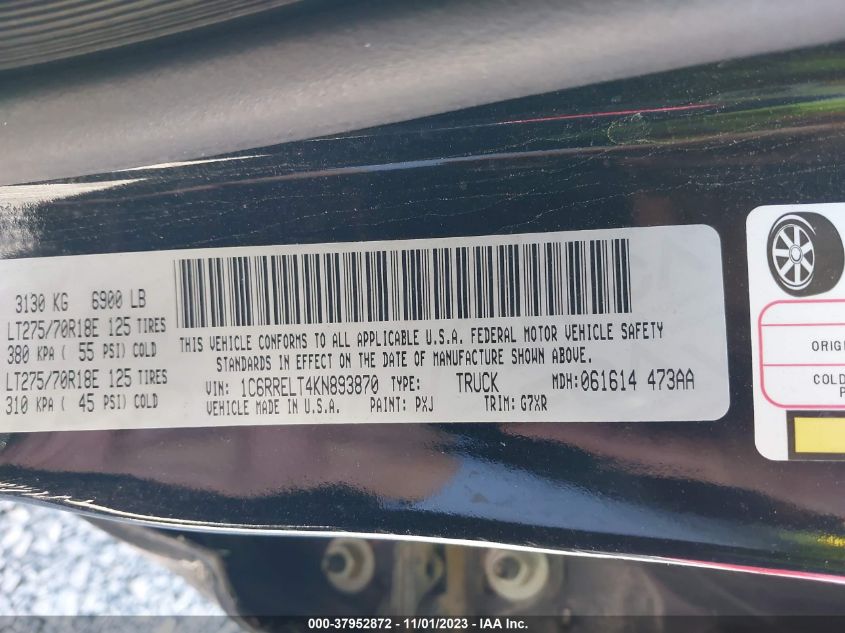 3130 KG 6900 LB
LT275/70R18E 125 TIRES
380 KPA ( 55 PSI) COLD
LT275/70R18E 125 TIRES
310 KPA ( 45 PSI) COLD
THIS VEHICLE CONFORMS TO ALL APPLICABLE U.S.A. FEDERAL MOTOR VEHICLE SAFETY
STANDARDS IN EFFECT ON THE DATE OF MANUFACTURE SHOWN ABOVE.
VIN: 1C6RRELT4KN893870 TYPE: TRUCK MDH: 061614 473AA
VEHICLE MADE IN U.S.A. PAINT: PXJ TRIM: G7XR
ORIG
COLD
P
000-37952872 - 11/01/2023 - IAA Inc.